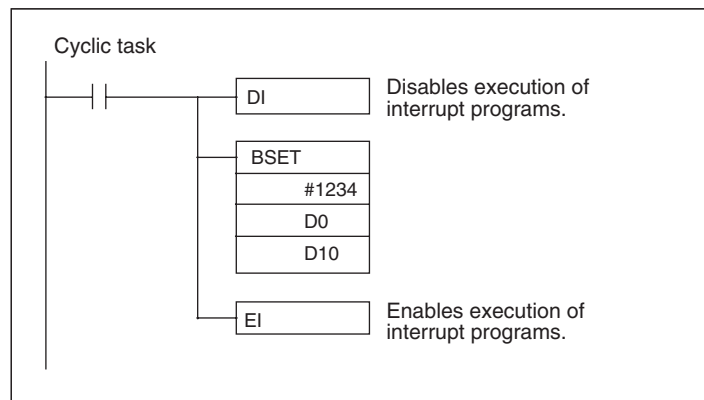 Cyclic task
DI
Disables execution of
interrupt programs.
BSET
#1234
D0
D10
EI
Enables execution of
interrupt programs.